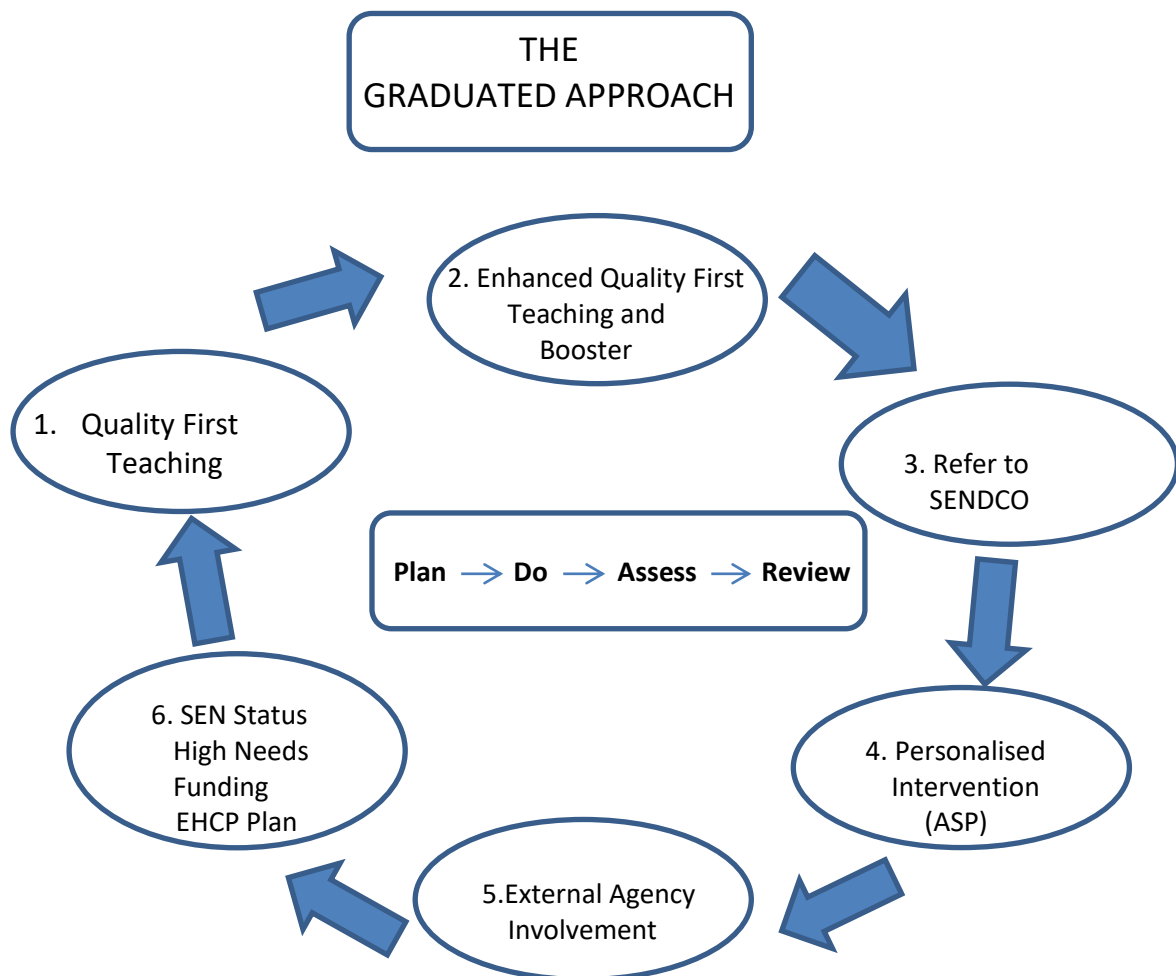 THE
GRADUATED APPROACH
2. Enhanced Quality First
Teaching and
Booster
1. Quality First
Teaching
3. Refer to
SENDCO
Plan → Do → Assess → Review
6. SEN Status
High Needs
Funding
EHCP Plan
4. Personalised
Intervention
(ASP)
5.External Agency
Involvement